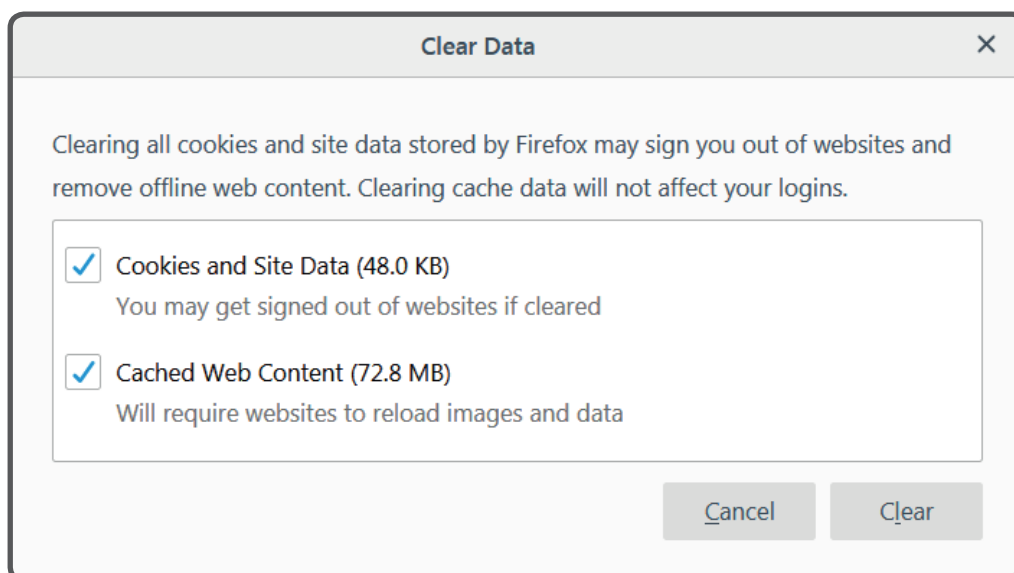 Clear Data
Clearing all cookies and site data stored by Firefox may sign you out of websites and
remove offline web content. Clearing cache data will not affect your logins.
Cookies and Site Data (48.0 KB)
You may get signed out of websites if cleared
Cached Web Content (72.8 MB)
Will require websites to reload images and data
Cancel
Clear